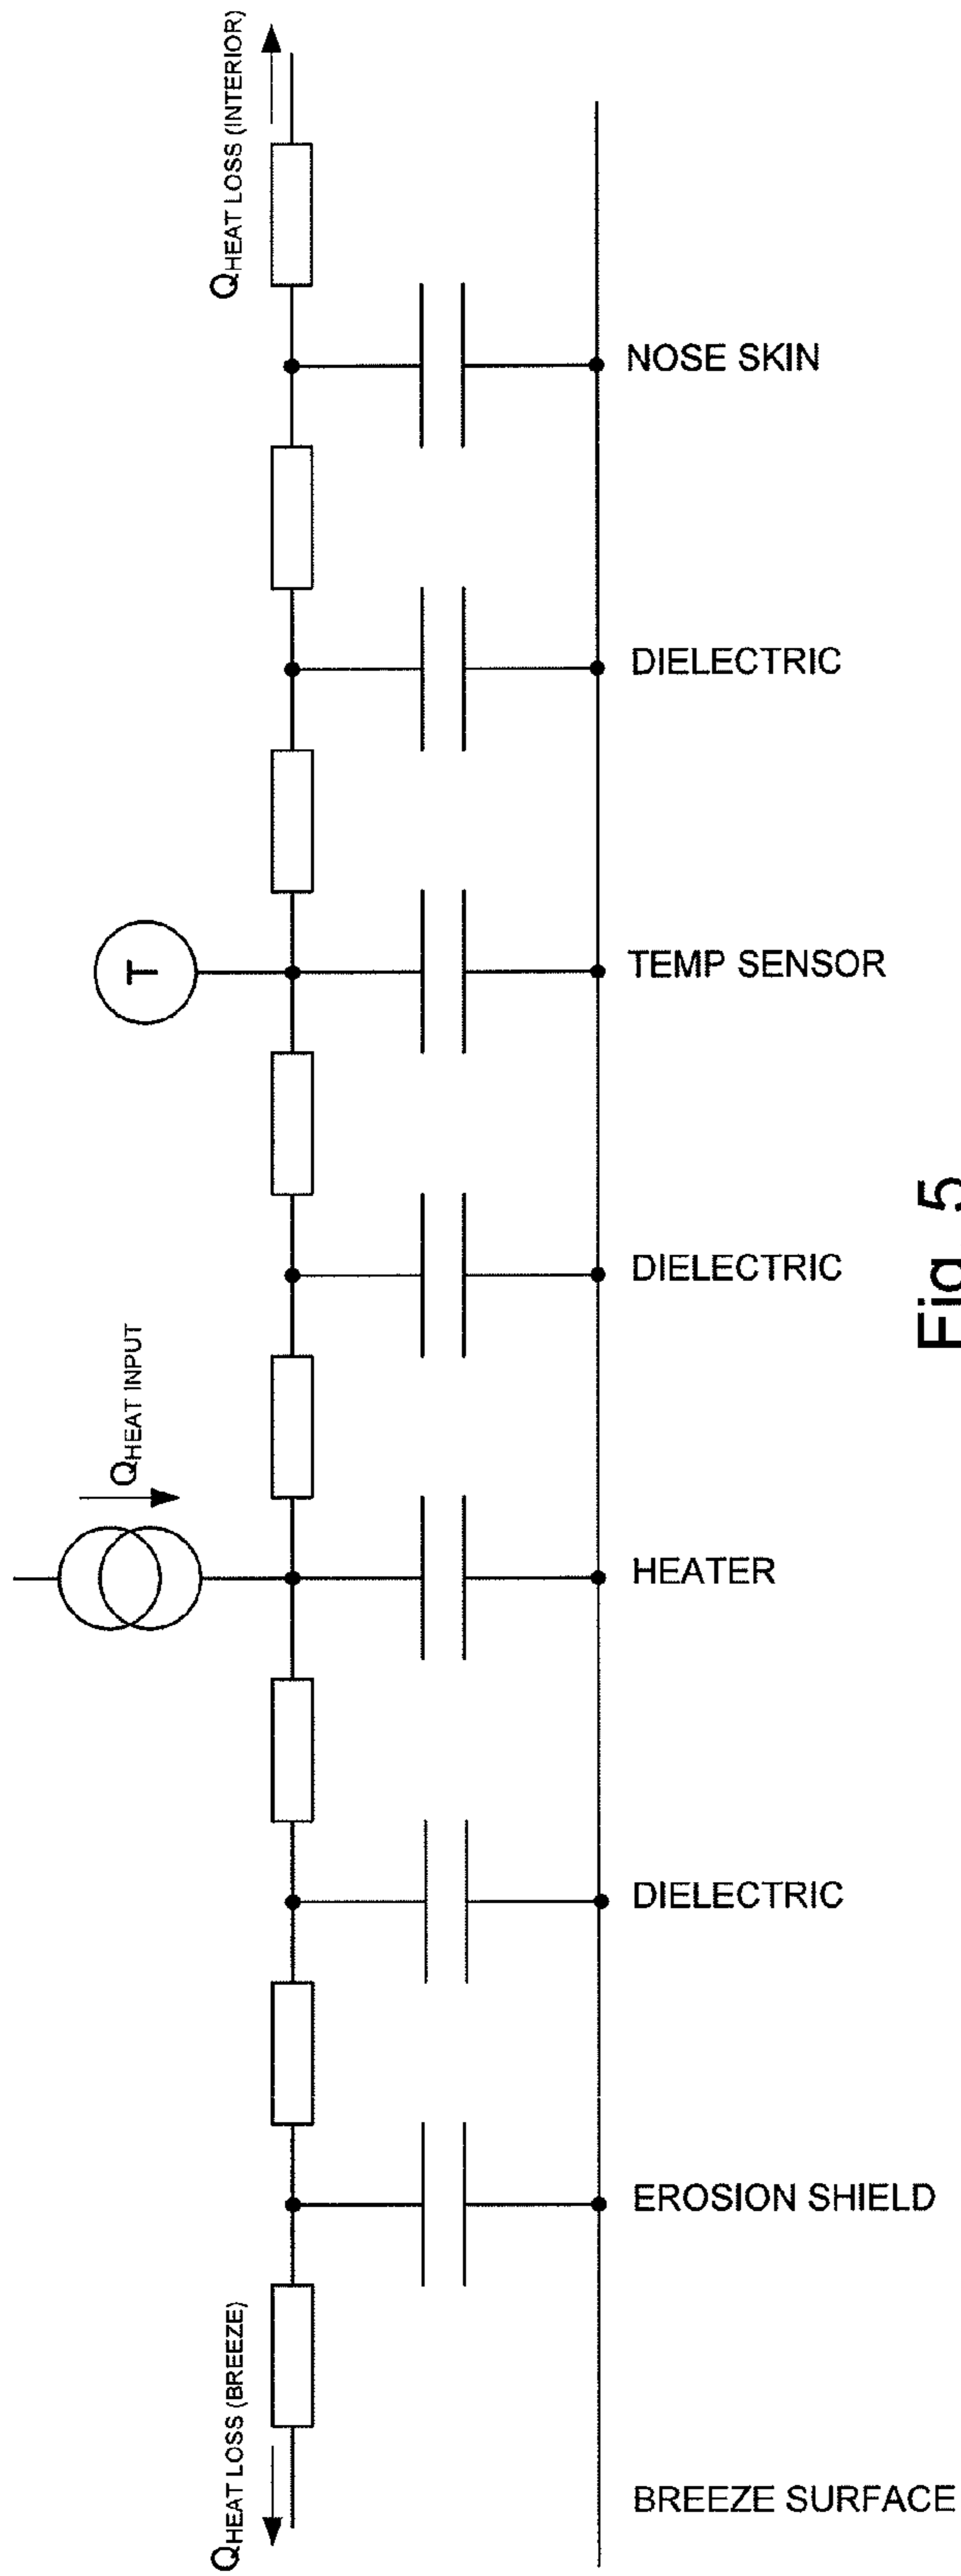 QHEAT LOSS (INTERIOR)
NOSE SKIN
DIELECTRIC
T
TEMP SENSOR
DIELECTRIC
QHEAT INPUT
HEATER
DIELECTRIC
EROSION SHIELD
QHEAT LOSS (BREEZE)
BREEZE SURFACE
Fig. 5